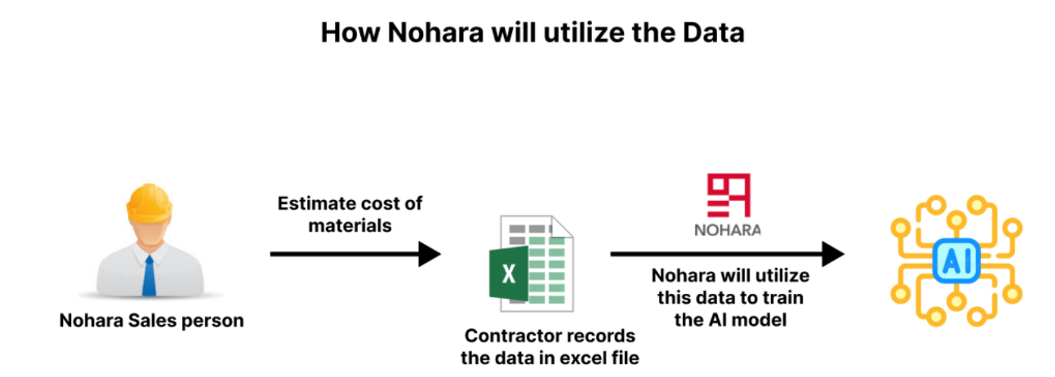 How Nohara will utilize the Data
Estimate cost of
materials
NOHARA
X
AI
Nohara will utilize
this data to train
the AI model
Nohara Sales person
Contractor records
the data in excel file